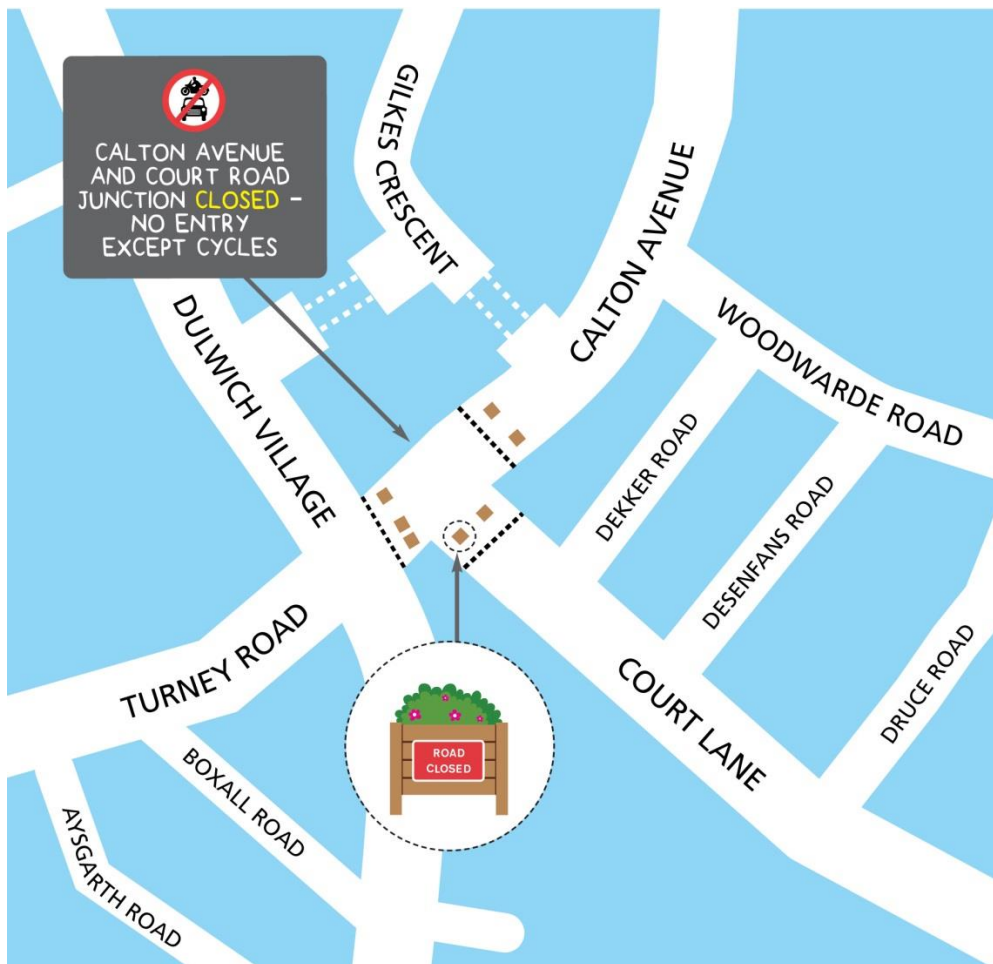 CALTON AVENUE
AND COURT ROAD
JUNCTION CLOSED –
NO ENTRY
EXCEPT CYCLES
GILKES CRESCENT
CALTON AVENUE
DULWICH VILLAGE
WOODWARDE ROAD
DEKKER ROAD
DESENFANS ROAD
DRUCE ROAD
TURNEY ROAD
COURT LANE
BOXALL ROAD
AYSGARTH ROAD
ROAD
CLOSED